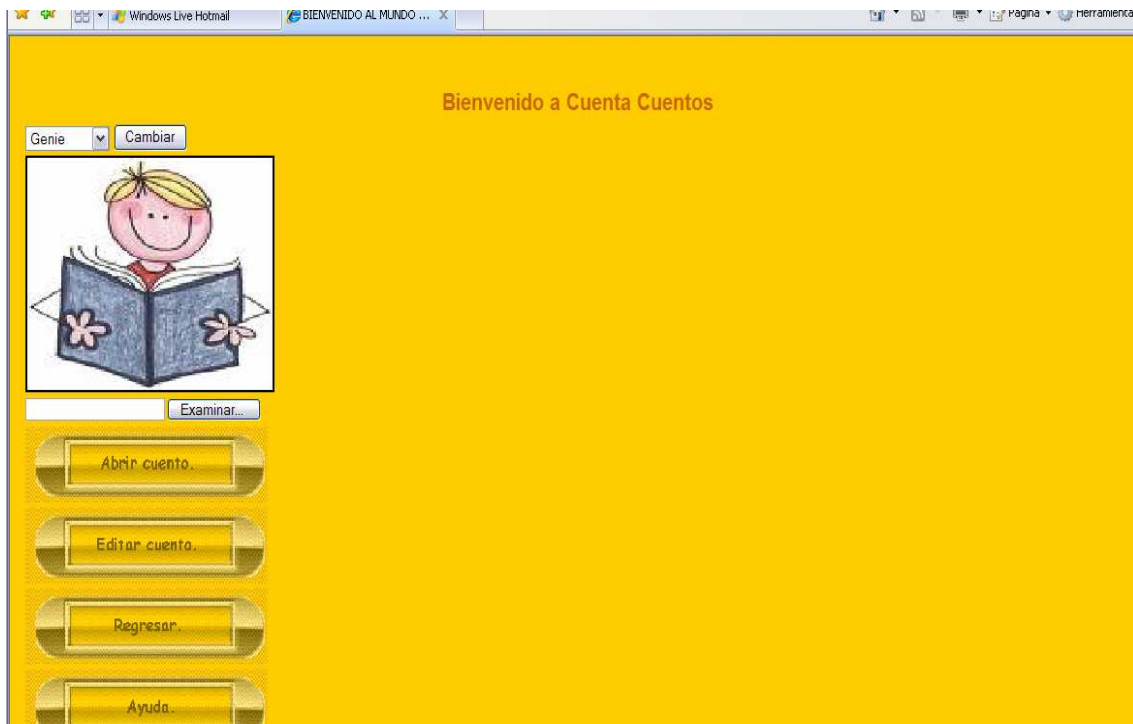 Windows Live Hotmail BIENVENIDO AL MUNDO ... X Página Herramienta
Bienvenido a Cuenta Cuentos
Genie Cambiar
Examinar...
Abrir cuento.
Editar cuento.
Regresar.
Ayuda.